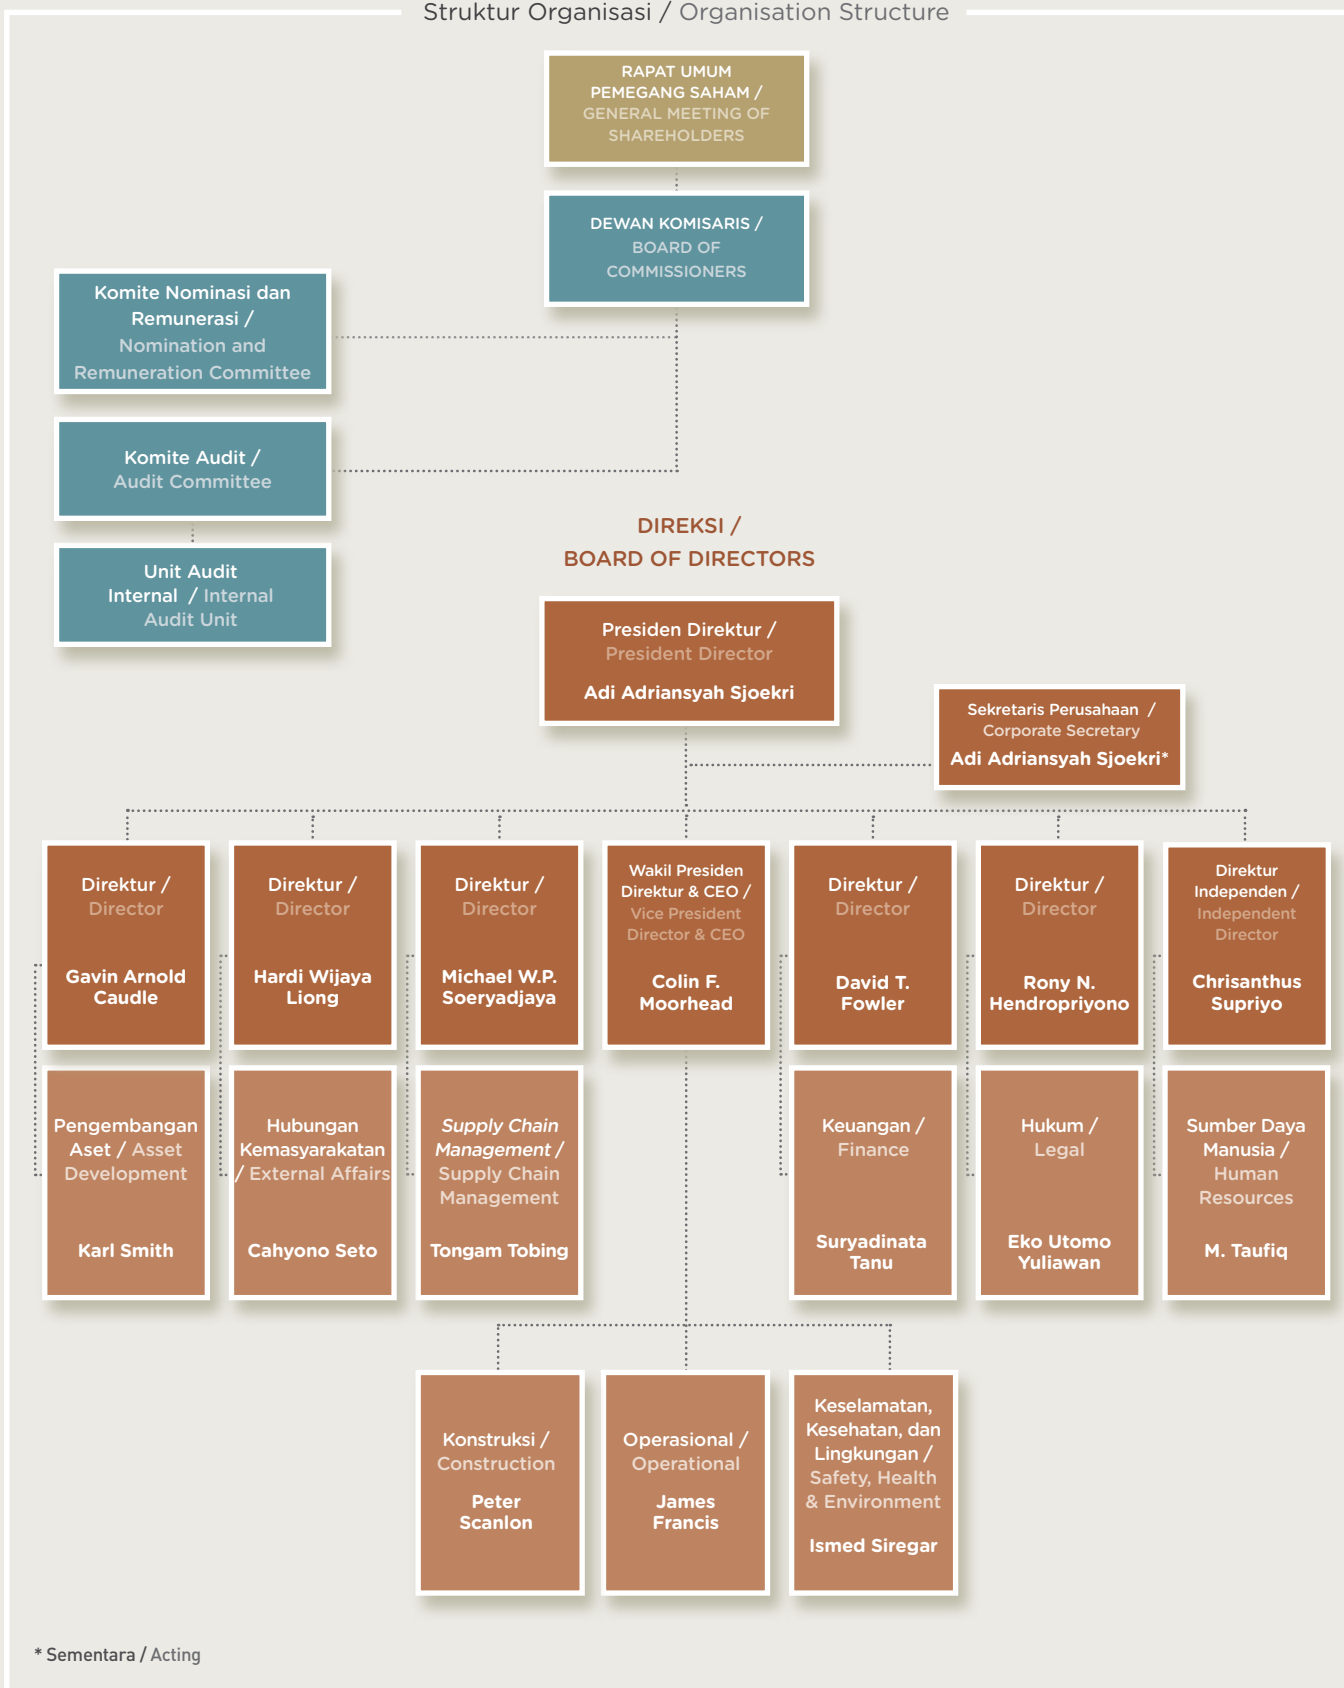 Struktur Organisasi / Organisation Structure
RAPAT UMUM
PEMEGANG SAHAM /
GENERAL MEETING OF
SHAREHOLDERS
DEWAN KOMISARIS /
BOARD OF
COMMISSIONERS
Komite Nominasi dan
Remunerasi /
Nomination and
Remuneration Committee
Komite Audit /
Audit Committee
Unit Audit
Internal / Internal
Audit Unit
DIREKSI /
BOARD OF DIRECTORS
Presiden Direktur /
President Director
Adi Adriansyah Sjoekri
Sekretaris Perusahaan /
Corporate Secretary
Adi Adriansyah Sjoekri*
Direktur /
Director
Gavin Arnold
Caudle
Direktur /
Director
Hardi Wijaya
Liong
Direktur /
Director
Michael W.P.
Soeryadjaya
Wakil Presiden
Direktur & CEO /
Vice President
Director & CEO
Colin F.
Moorhead
Direktur /
Director
David T.
Fowler
Direktur /
Director
Rony N.
Hendropriyono
Direktur
Independen /
Independent
Director
Chrisanthus
Supriyo
Pengembangan
Aset / Asset
Development
Karl Smith
Hubungan
Kemasyarakatan
/ External Affairs
Cahyono Seto
Supply Chain
Management /
Supply Chain
Management
Tongam Tobing
Keuangan /
Finance
Suryadinata
Tanu
Hukum /
Legal
Eko Utomo
Yuliawan
Sumber Daya
Manusia /
Human
Resources
M. Taufiq
Konstruksi /
Construction
Peter
Scanlon
Operasional /
Operational
James
Francis
Keselamatan,
Kesehatan, dan
Lingkungan /
Safety, Health
& Environment
Ismed Siregar
* Sementara / Acting